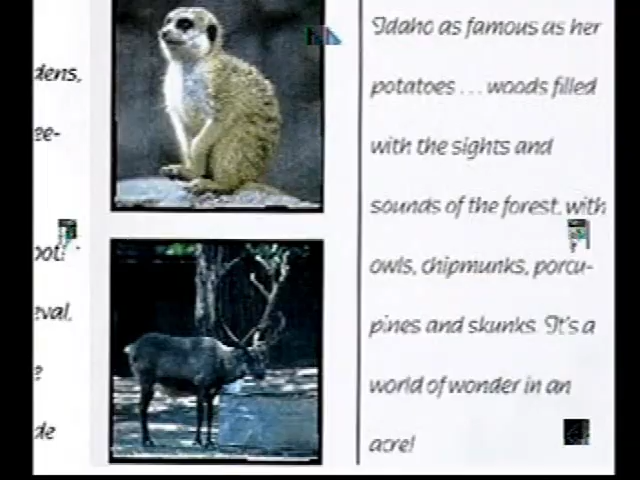 dens,
ee-
oot!
eval,
e
de
Idaho as famous as her
potatoes . . . woods filled
with the sights and
sounds of the forest, with
owls, chipmunks, porcu-
pines and skunks. It's a
world of wonder in an
acre!